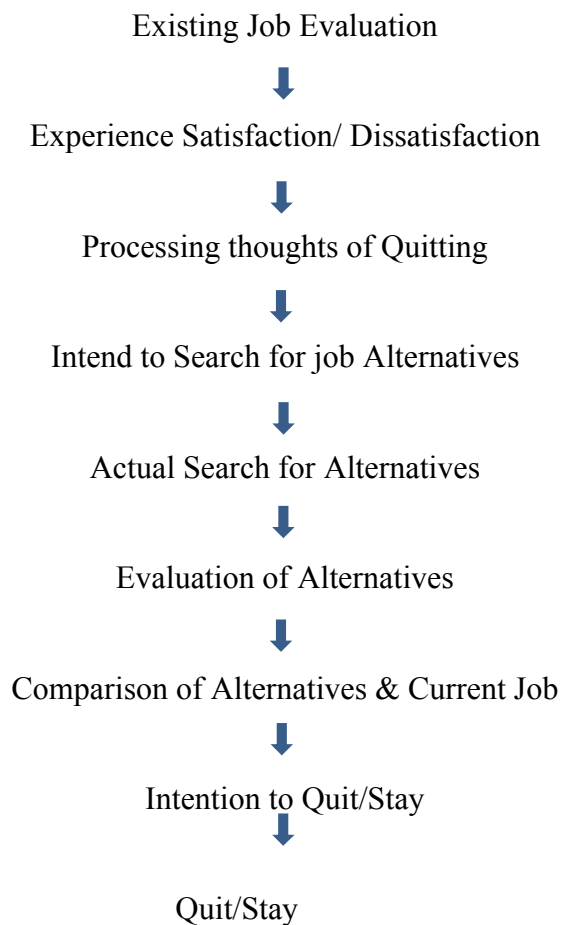 Existing Job Evaluation
Experience Satisfaction/ Dissatisfaction
Processing thoughts of Quitting
Intend to Search for job Alternatives
Actual Search for Alternatives
Evaluation of Alternatives
Comparison of Alternatives & Current Job
Intention to Quit/Stay
Quit/Stay